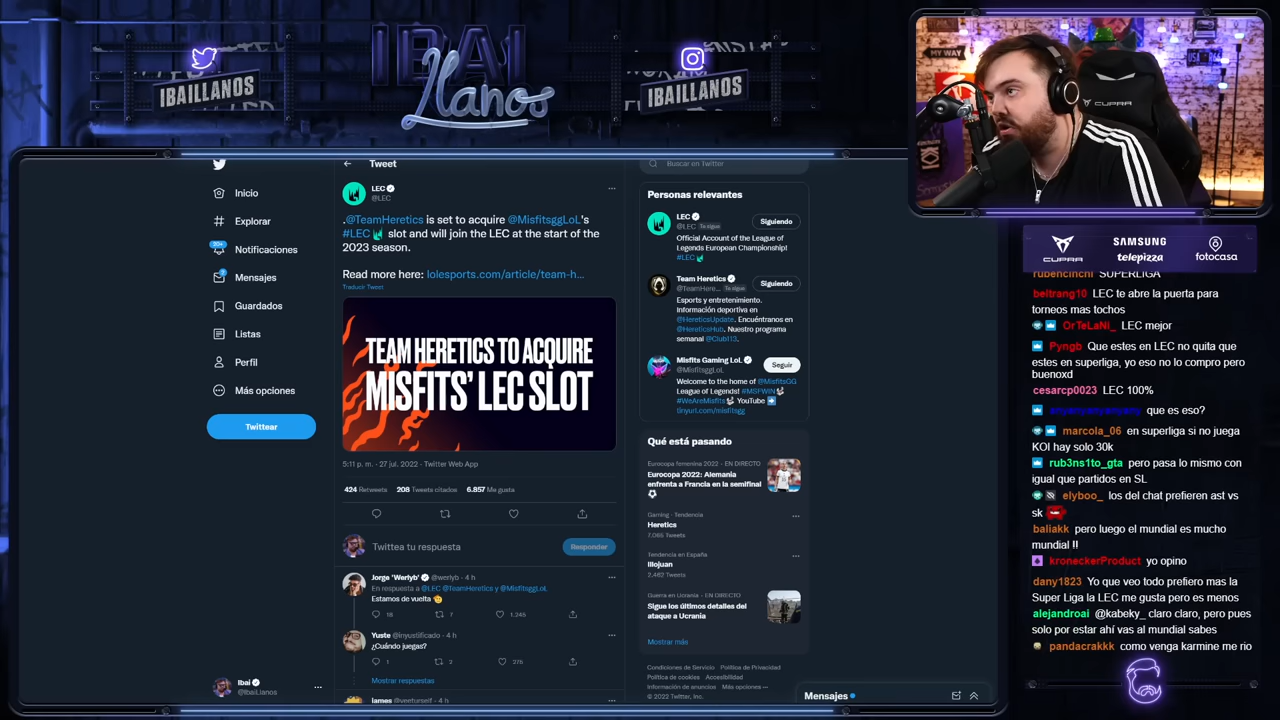 IBAI
Llanos
IBAILLANOS
IBAILLANOS
MY WAY
CUPRA
CUPRA
SAMSUNG
telepizza
fotocasa
Tweet
Buscar en Twitter
Inicio
Explorar
20+
Notificaciones
Mensajes
Guardados
Listas
Perfil
Más opciones
Twittear
Ibai
@IbaiLlanos
LEC
@LEC
.@TeamHeretics is set to acquire @MisfitsggLoL's
#LEC slot and will join the LEC at the start of the
2023 season.
Read more here: lolesports.com/article/team-h...
Traducir Tweet
TEAM HERETICS TO ACQUIRE
MISFITS' LEC SLOT
5:11 p. m. · 27 jul. 2022 · Twitter Web App
424 Retweets 208 Tweets citados 6.857 Me gusta
Twittea tu respuesta
Responder
Jorge 'Werlyb' @werlyb · 4 h
En respuesta a @LEC @TeamHeretics y @MisfitsggLoL
Estamos de vuelta
16 7 1.245
Yuste @inyustificado · 4 h
¿Cuándo juegas?
1 2 275
Mostrar respuestas
Personas relevantes
LEC
@LEC Te sigue
Siguiendo
Official Account of the League of
Legends European Championship!
#LEC
Team Heretics
@TeamHere... Te sigue
Siguiendo
Esports y entretenimiento.
Información deportiva en
@HereticsUpdate. Encuéntranos en
@HereticsHub. Nuestro programa
semanal @Club113.
Misfits Gaming LoL
@MisfitsggLoL
Seguir
Welcome to the home of @MisfitsGG
League of Legends! #MSFWIN
#WeAreMisfits YouTube
tinyurl.com/misfitsgg
Qué está pasando
Eurocopa femenina 2022 · EN DIRECTO
Eurocopa 2022: Alemania
enfrenta a Francia en la semifinal
Gaming · Tendencia
Heretics
7.065 Tweets
Tendencia en España
Illojuan
2.462 Tweets
Guerra en Ucrania · EN DIRECTO
Sigue los últimos detalles del
ataque a Ucrania
Mostrar más
Condiciones de Servicio Política de Privacidad
Política de cookies Accesibilidad
Información de anuncios Más opciones
© 2022 Twitter, Inc.
Mensajes
rubencinchi SUPERLIGA
beltrang10 LEC te abre la puerta para
torneos mas tochos
OrTeLaNi_ LEC mejor
Pyngb Que estes en LEC no quita que
estes en superliga, yo eso no lo compro pero
buenoxd
cesarcp0023 LEC 100%
que es eso?
marcola_06 en superliga si no juega
KOI hay solo 30k
rub3ns1to_gta pero pasa lo mismo con
igual que partidos en SL
elyboo_ los del chat prefieren ast vs
sk
baliakk pero luego el mundial es mucho
mundial !!
kroneckerProduct yo opino
dany1823 Yo que veo todo prefiero mas la
Super Liga la LEC me gusta pero es menos
alejandroai @kabeky_ claro claro, pero pues
solo por estar ahí vas al mundial sabes
pandacrakkk como venga karmine me rio